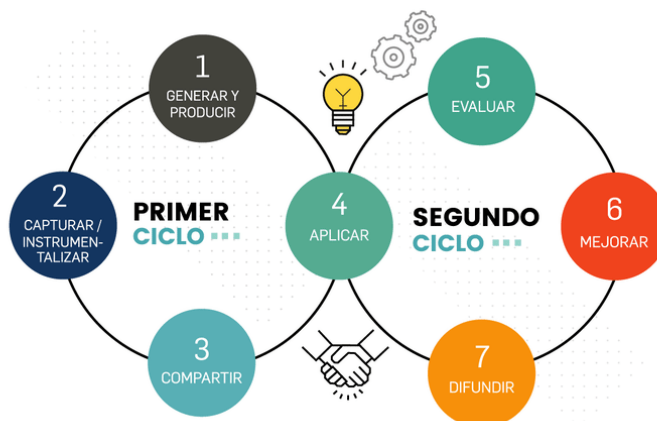 1
GENERAR Y
PRODUCIR
2
CAPTURAR /
INSTRUMEN-
TALIZAR
PRIMER
CICLO
3
COMPARTIR
4
APLICAR
5
EVALUAR
SEGUNDO
CICLO
6
MEJORAR
7
DIFUNDIR